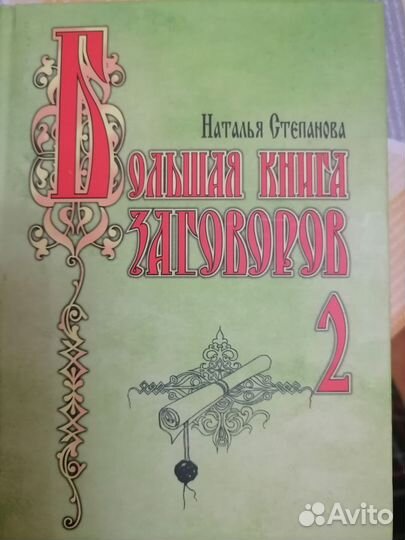 Наталья Степанова
Большая книга
заговоров
2
Avito